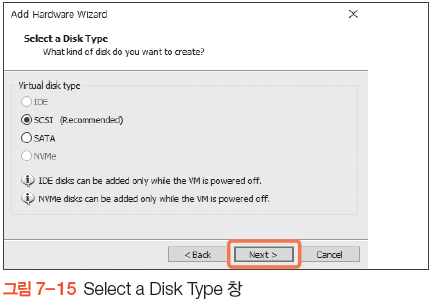 Add Hardware Wizard
Select a Disk Type
What kind of disk do you want to create?
Virtual disk type
IDE
SCSI (Recommended)
SATA
NVMe
IDE disks can be added only while the VM is powered off.
NVMe disks can be added only while the VM is powered off.
< Back
Next >
Cancel
그림 7-15 Select a Disk Type 창